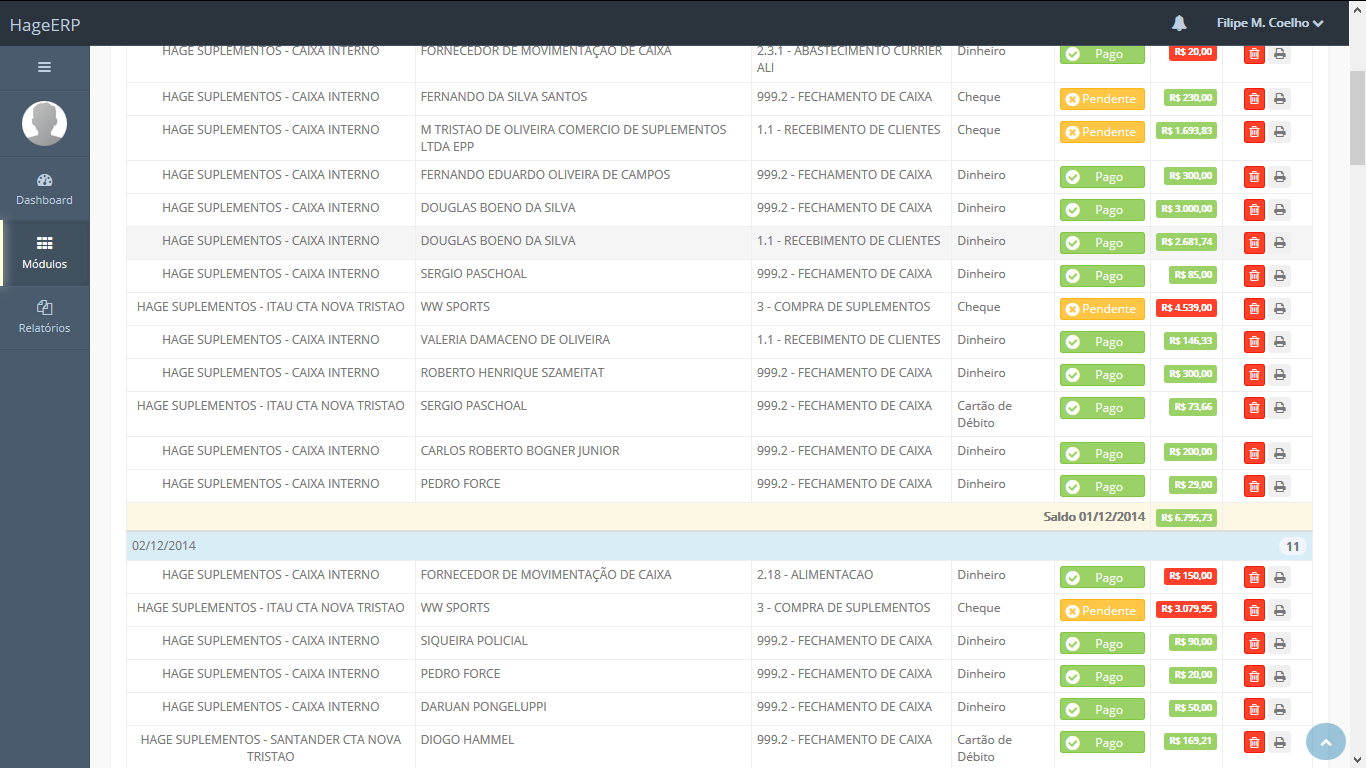 HageERP
Filipe M. Coelho
Dashboard
Módulos
Relatórios
HAGE SUPLEMENTOS - CAIXA INTERNO FORNECEDOR DE MOVIMENTAÇÃO DE CAIXA 2.3.1 - ABASTECIMENTO CURRIER Dinheiro Pago R$ 20,00
ALI
HAGE SUPLEMENTOS - CAIXA INTERNO FERNANDO DA SILVA SANTOS 999.2 - FECHAMENTO DE CAIXA Cheque Pendente R$ 230,00
HAGE SUPLEMENTOS - CAIXA INTERNO M TRISTAO DE OLIVEIRA COMERCIO DE SUPLEMENTOS 1.1 - RECEBIMENTO DE CLIENTES Cheque Pendente R$ 1.693,83
LTDA EPP
HAGE SUPLEMENTOS - CAIXA INTERNO FERNANDO EDUARDO OLIVEIRA DE CAMPOS 999.2 - FECHAMENTO DE CAIXA Dinheiro Pago R$ 300,00
HAGE SUPLEMENTOS - CAIXA INTERNO DOUGLAS BOENO DA SILVA 999.2 - FECHAMENTO DE CAIXA Dinheiro Pago R$ 3.000,00
HAGE SUPLEMENTOS - CAIXA INTERNO DOUGLAS BOENO DA SILVA 1.1 - RECEBIMENTO DE CLIENTES Dinheiro Pago R$ 2.681,74
HAGE SUPLEMENTOS - CAIXA INTERNO SERGIO PASCHOAL 999.2 - FECHAMENTO DE CAIXA Dinheiro Pago R$ 85,00
HAGE SUPLEMENTOS - ITAU CTA NOVA TRISTAO WW SPORTS 3 - COMPRA DE SUPLEMENTOS Cheque Pendente R$ 4.539,00
HAGE SUPLEMENTOS - CAIXA INTERNO VALERIA DAMACENO DE OLIVEIRA 1.1 - RECEBIMENTO DE CLIENTES Dinheiro Pago R$ 146,33
HAGE SUPLEMENTOS - CAIXA INTERNO ROBERTO HENRIQUE SZAMEITAT 999.2 - FECHAMENTO DE CAIXA Dinheiro Pago R$ 300,00
HAGE SUPLEMENTOS - ITAU CTA NOVA TRISTAO SERGIO PASCHOAL 999.2 - FECHAMENTO DE CAIXA Cartão de Pago R$ 73,66
Débito
HAGE SUPLEMENTOS - CAIXA INTERNO CARLOS ROBERTO BOGNER JUNIOR 999.2 - FECHAMENTO DE CAIXA Dinheiro Pago R$ 200,00
HAGE SUPLEMENTOS - CAIXA INTERNO PEDRO FORCE 999.2 - FECHAMENTO DE CAIXA Dinheiro Pago R$ 29,00
Saldo 01/12/2014 R$ 6.795,73
02/12/2014 11
HAGE SUPLEMENTOS - CAIXA INTERNO FORNECEDOR DE MOVIMENTAÇÃO DE CAIXA 2.18 - ALIMENTACAO Dinheiro Pago R$ 150,00
HAGE SUPLEMENTOS - ITAU CTA NOVA TRISTAO WW SPORTS 3 - COMPRA DE SUPLEMENTOS Cheque Pendente R$ 3.079,95
HAGE SUPLEMENTOS - CAIXA INTERNO SIQUEIRA POLICIAL 999.2 - FECHAMENTO DE CAIXA Dinheiro Pago R$ 90,00
HAGE SUPLEMENTOS - CAIXA INTERNO PEDRO FORCE 999.2 - FECHAMENTO DE CAIXA Dinheiro Pago R$ 20,00
HAGE SUPLEMENTOS - CAIXA INTERNO DARUAN PONGELUPPI 999.2 - FECHAMENTO DE CAIXA Dinheiro Pago R$ 50,00
HAGE SUPLEMENTOS - SANTANDER CTA NOVA DIOGO HAMMEL 999.2 - FECHAMENTO DE CAIXA Cartão de Pago R$ 169,21
TRISTAO Débito